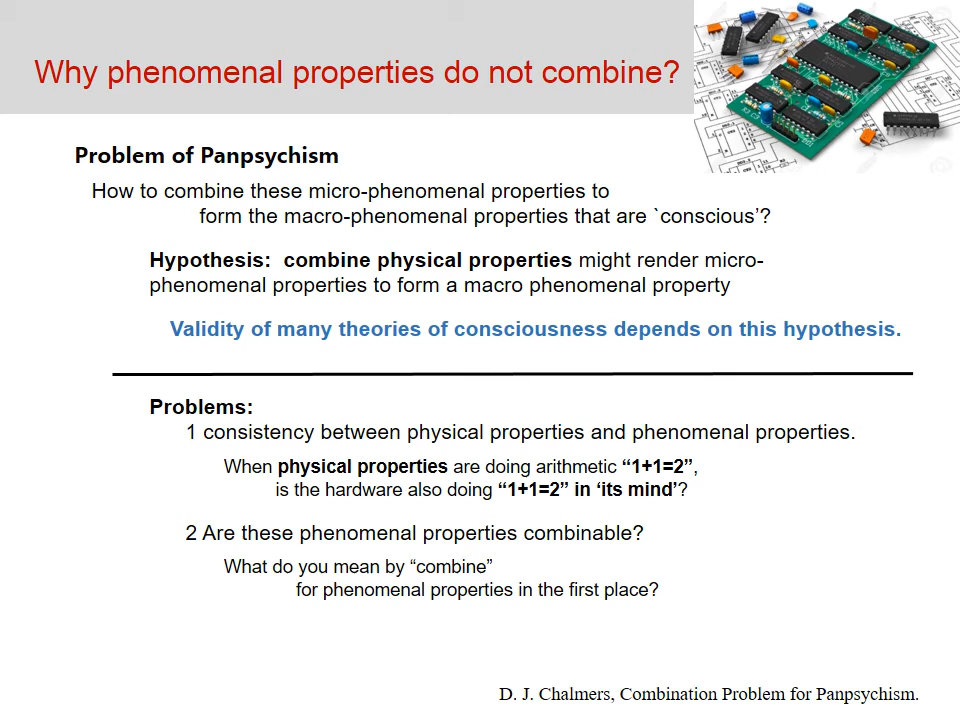 Why phenomenal properties do not combine?
Problem of Panpsychism
How to combine these micro-phenomenal properties to
form the macro-phenomenal properties that are `conscious’?
Hypothesis: combine physical properties might render micro-
phenomenal properties to form a macro phenomenal property
Validity of many theories of consciousness depends on this hypothesis.
Problems:
1 consistency between physical properties and phenomenal properties.
When physical properties are doing arithmetic “1+1=2”,
is the hardware also doing “1+1=2” in ‘its mind’?
2 Are these phenomenal properties combinable?
What do you mean by “combine”
for phenomenal properties in the first place?
D. J. Chalmers, Combination Problem for Panpsychism.